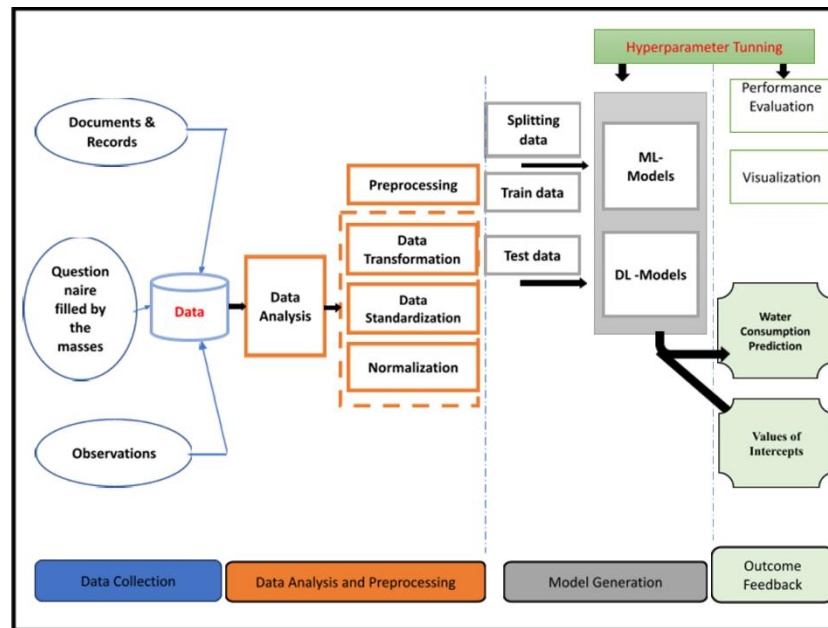 Hyperparameter Tunning
Documents &
Records
Question
naire
filled by
the
masses
Observations
Data
Data
Analysis
Preprocessing
Data
Transformation
Data
Standardization
Normalization
Splitting
data
Train data
Test data
ML-
Models
DL -Models
Performance
Evaluation
Visualization
Water
Consumption
Prediction
Values of
Intercepts
Data Collection
Data Analysis and Preprocessing
Model Generation
Outcome
Feedback